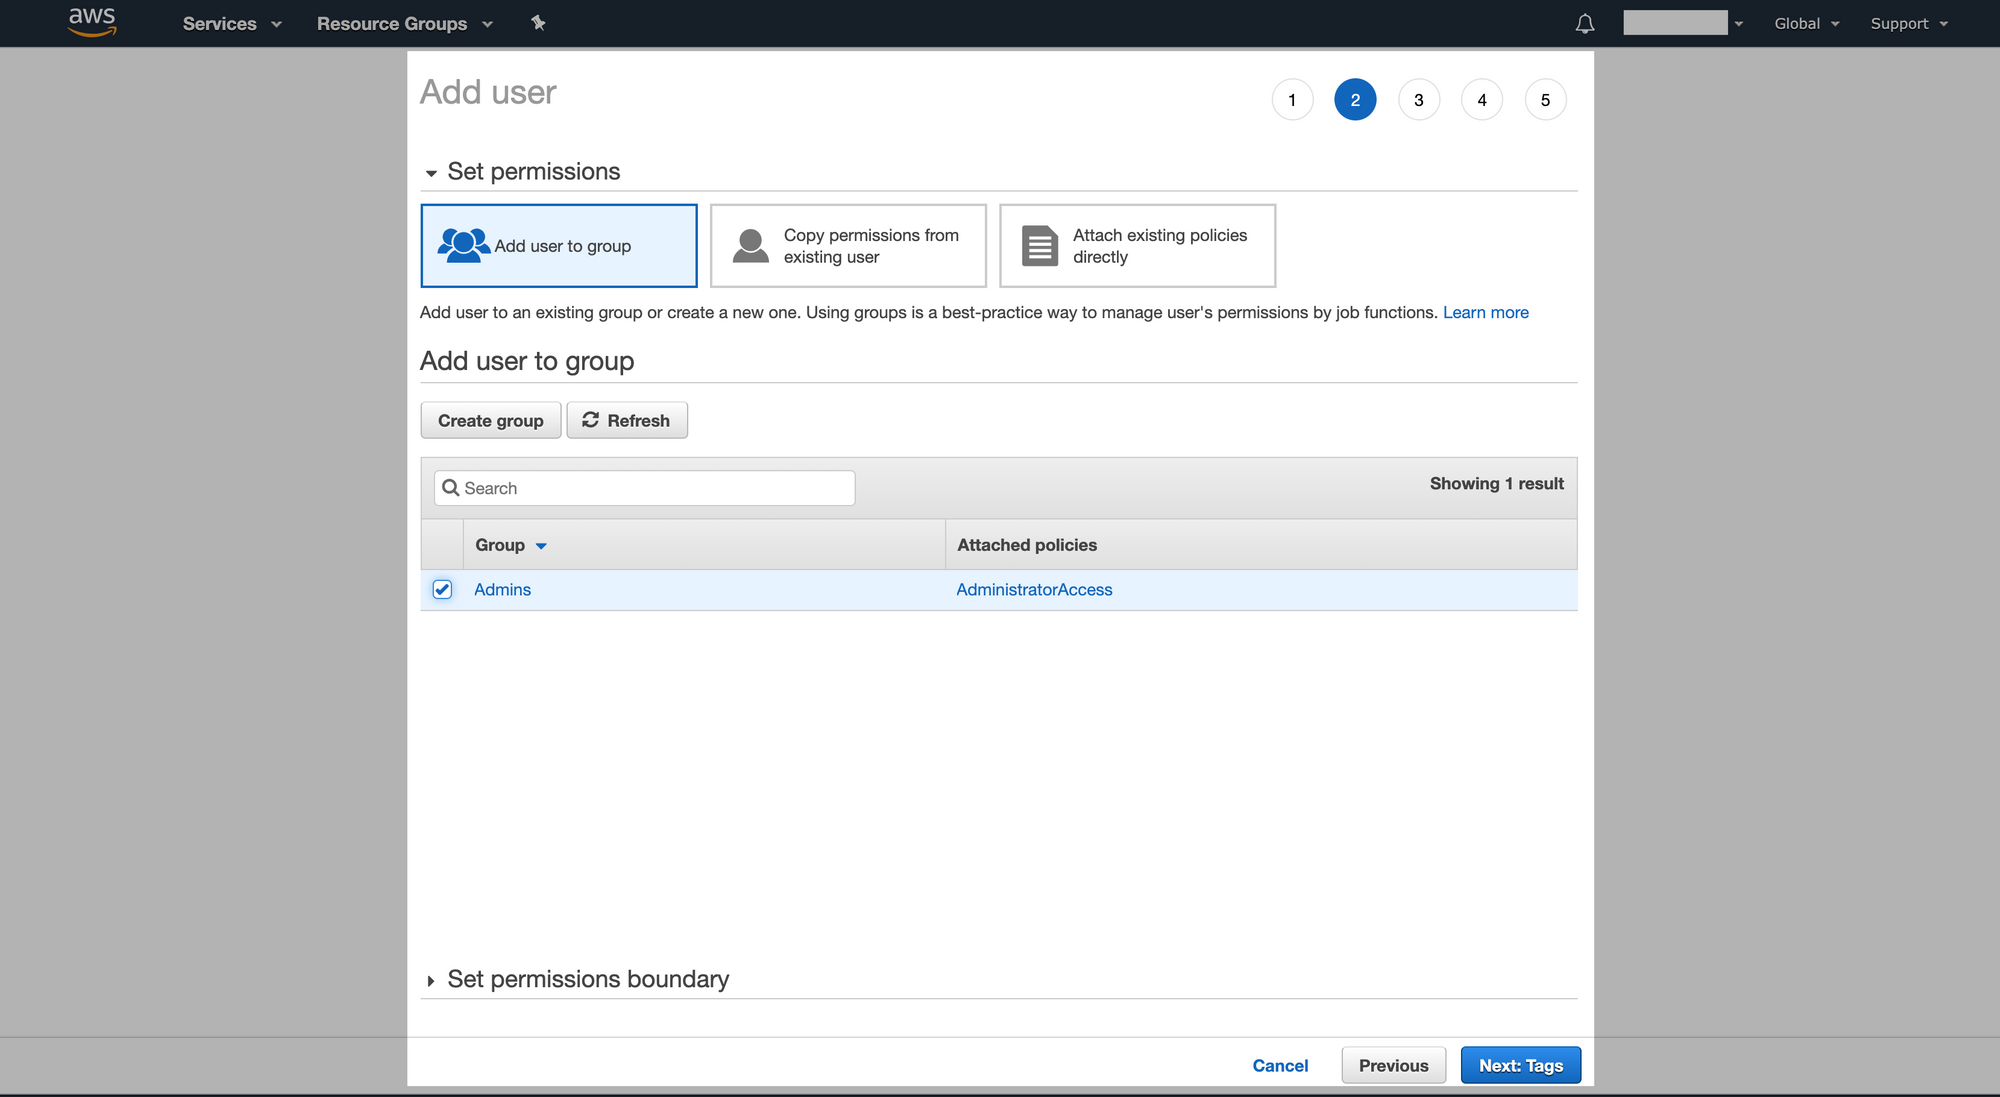 aws Services Resource Groups Global Support
Add user
1 2 3 4 5
Set permissions
Add user to group
Copy permissions from
existing user
Attach existing policies
directly
Add user to an existing group or create a new one. Using groups is a best-practice way to manage user's permissions by job functions. Learn more
Add user to group
Create group Refresh
Search
Showing 1 result
Group Attached policies
Admins AdministratorAccess
Set permissions boundary
Cancel Previous Next: Tags